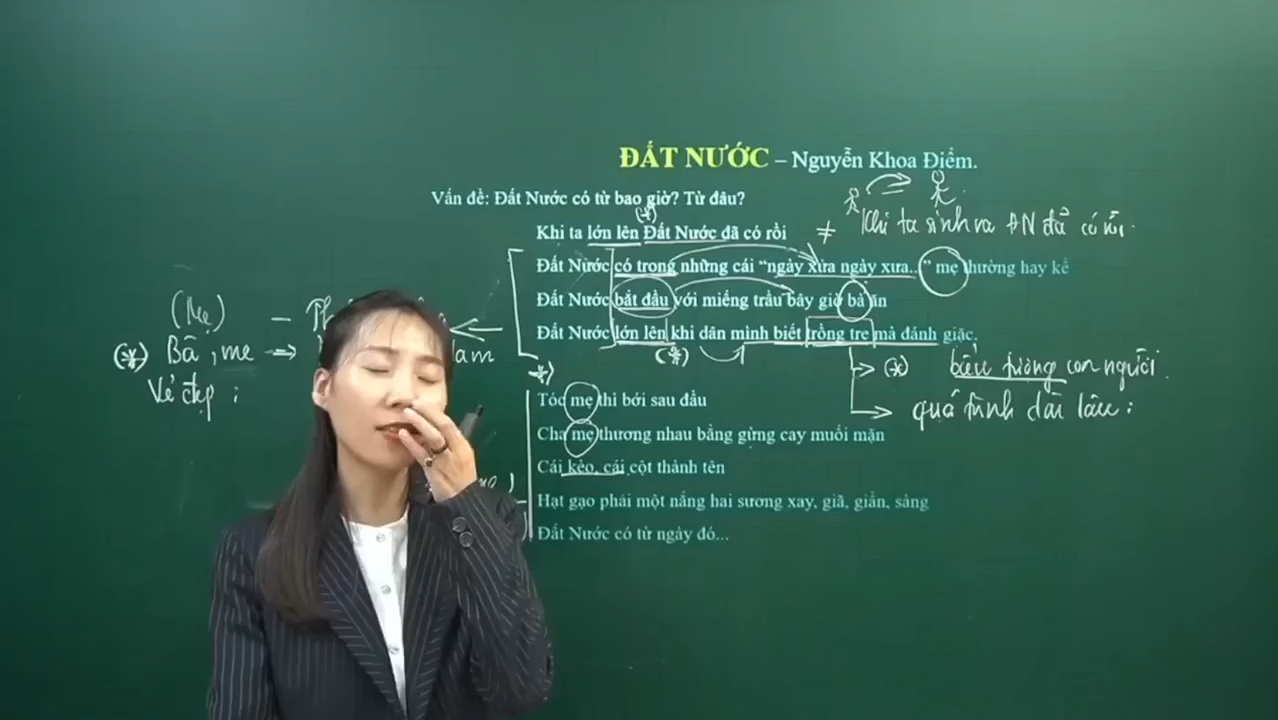 ĐẤT NƯỚC – Nguyễn Khoa Điểm.
Vấn đề: Đất Nước có từ bao giờ? Từ đâu?
(*)
Khi ta lớn lên Đất Nước đã có rồi ≠ Khi ta sinh ra ĐN đã có rồi.
Đất Nước có trong những cái “ngày xửa ngày xưa..” mẹ thường hay kể
Đất Nước bắt đầu với miếng trầu bây giờ bà ăn
Đất Nước lớn lên khi dân mình biết trồng tre mà đánh giặc.
(*)
(*) biểu tượng con người.
quá trình dài lâu :
(Mẹ) –
(*) Bà, mẹ → Nam
Vẻ đẹp :
Tóc mẹ thì bới sau đầu
Cha mẹ thương nhau bằng gừng cay muối mặn
Cái kèo, cái cột thành tên
Hạt gạo phải một nắng hai sương xay, giã, giần, sàng
Đất Nước có từ ngày đó...